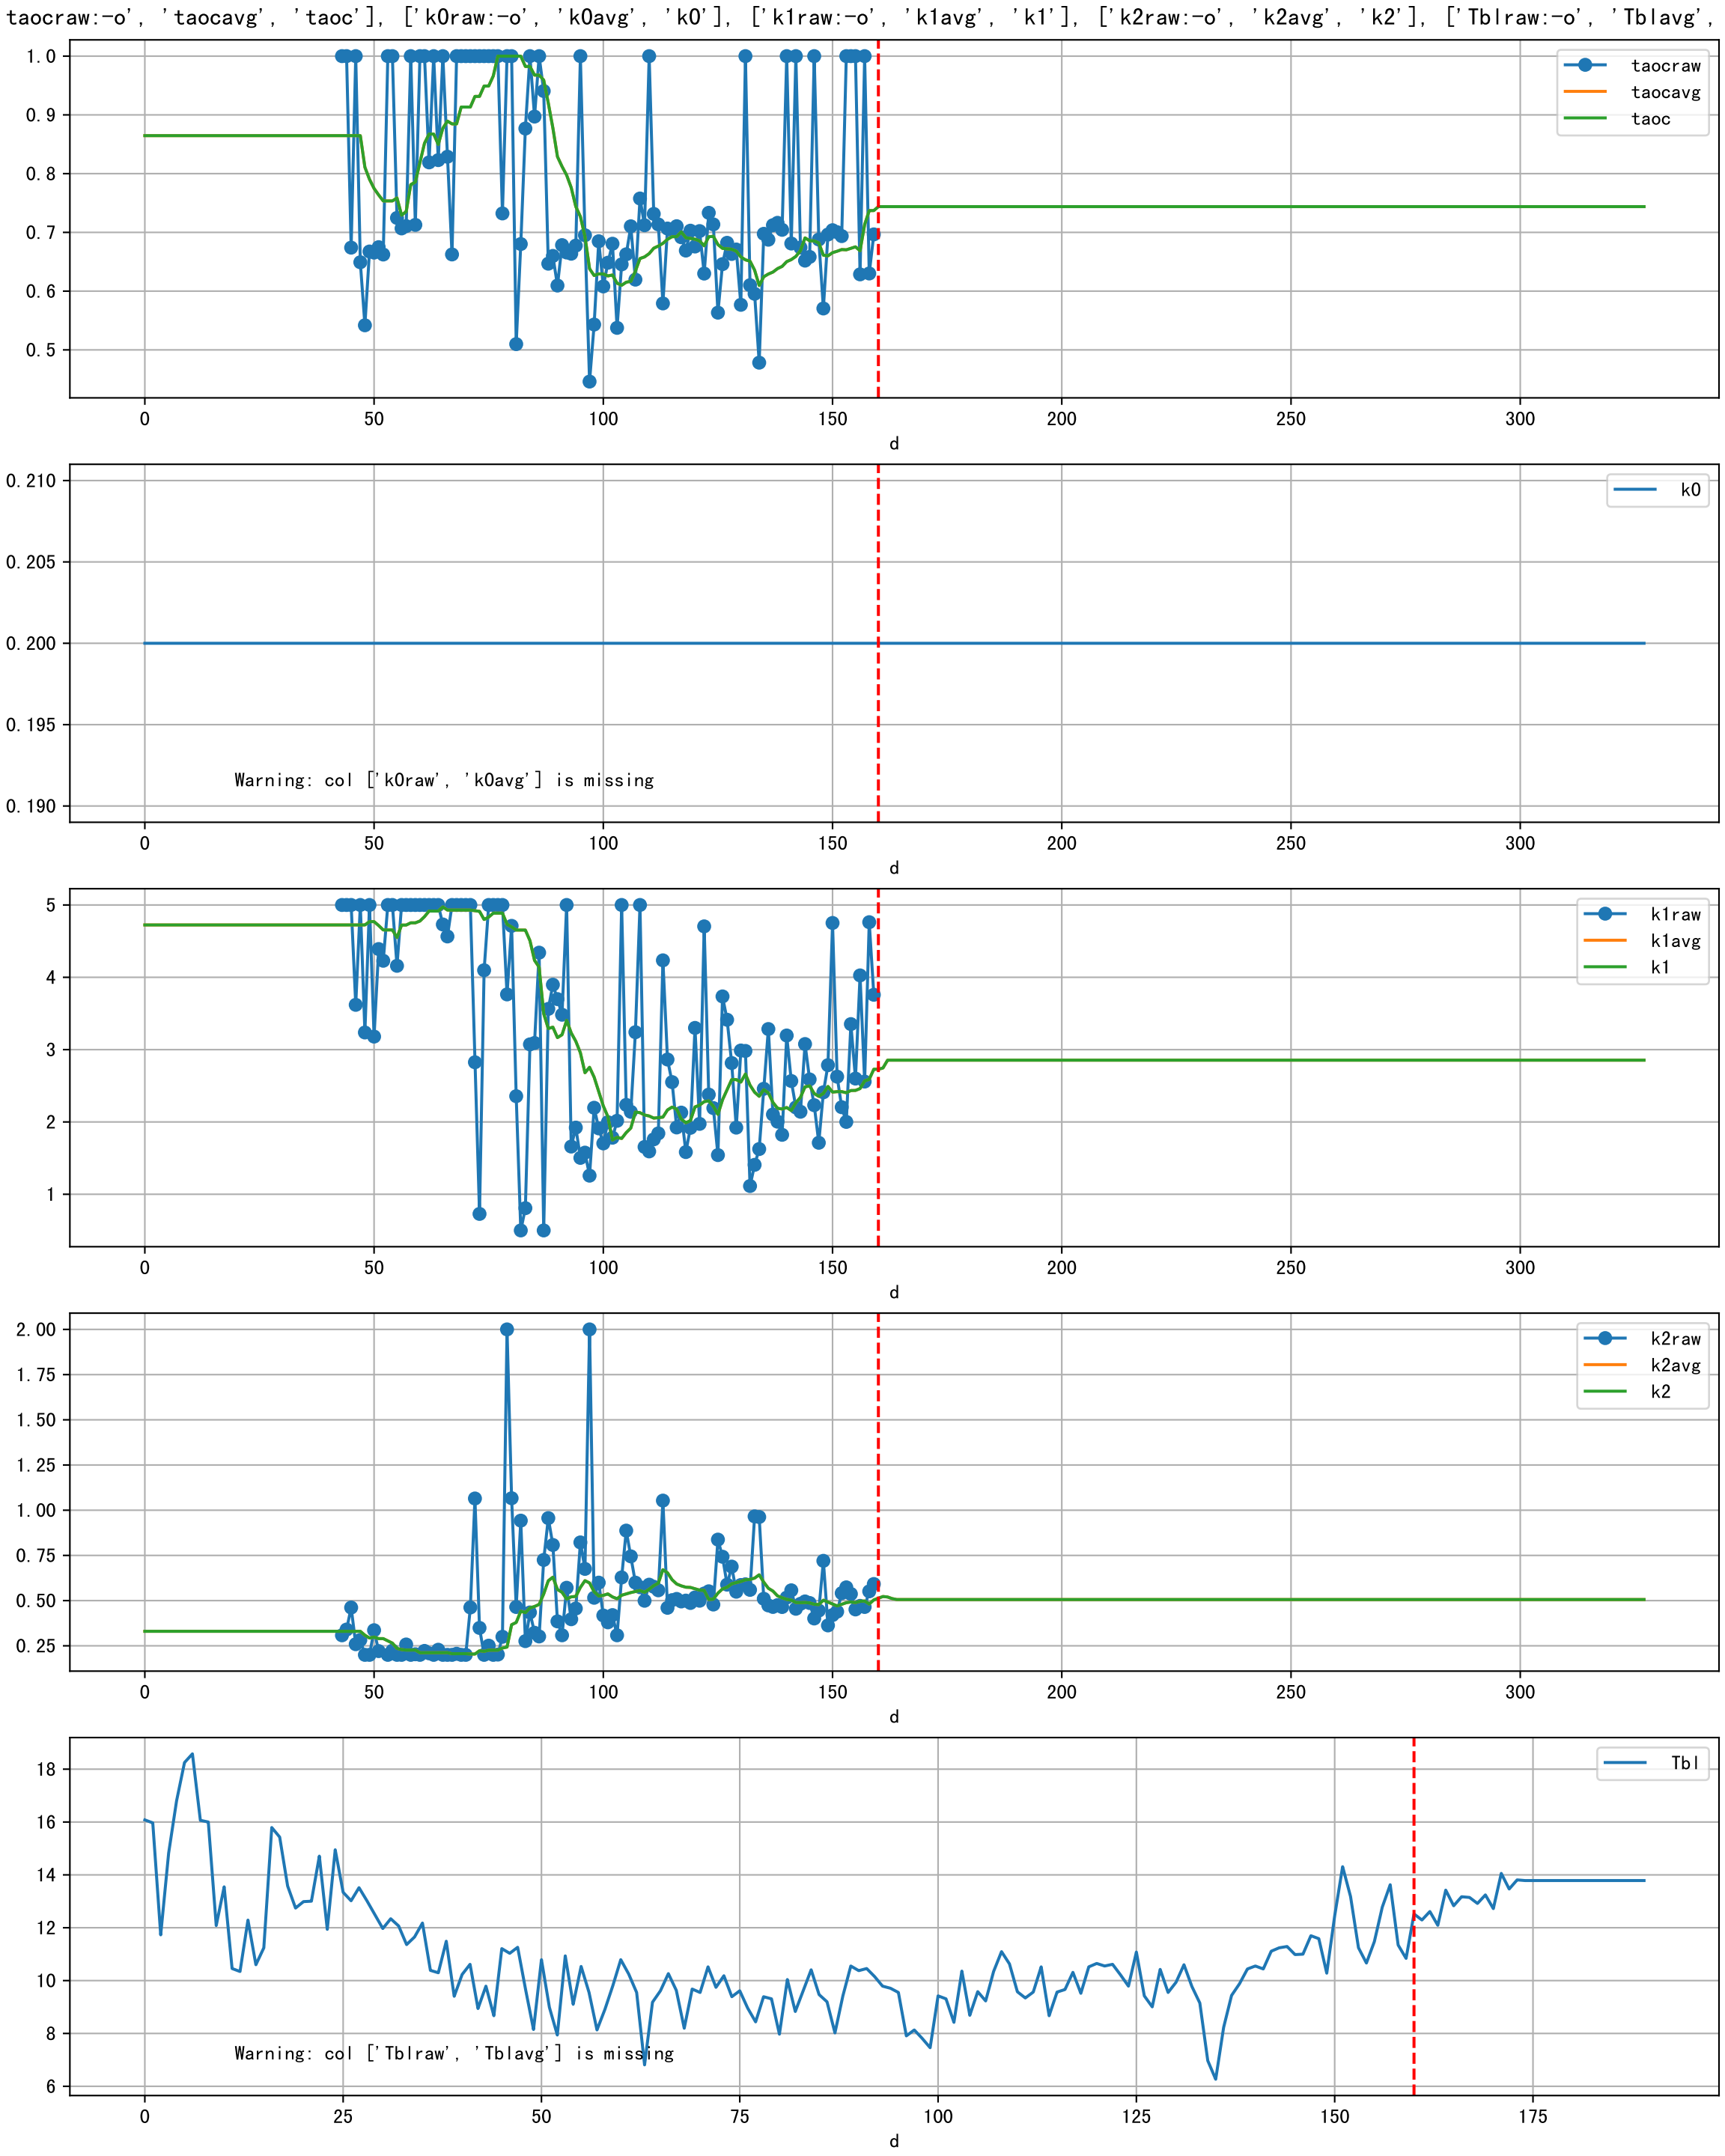 taocraw:-o', 'taocavg', 'taoc'], ['k0raw:-o', 'k0avg', 'k0'], ['k1raw:-o', 'k1avg', 'k1'], ['k2raw:-o', 'k2avg', 'k2'], ['Tblraw:-o', 'Tblavg',
1.0
0.9
0.8
0.7
0.6
0.5
taocraw
taocavg
taoc
0 50 100 150 200 250 300
d
0.210
0.205
0.200
0.195
0.190
k0
Warning: col ['k0raw', 'k0avg'] is missing
0 50 100 150 200 250 300
d
5
4
3
2
1
k1raw
k1avg
k1
0 50 100 150 200 250 300
d
2.00
1.75
1.50
1.25
1.00
0.75
0.50
0.25
k2raw
k2avg
k2
0 50 100 150 200 250 300
d
18
16
14
12
10
8
6
Tbl
Warning: col ['Tblraw', 'Tblavg'] is missing
0 25 50 75 100 125 150 175
d